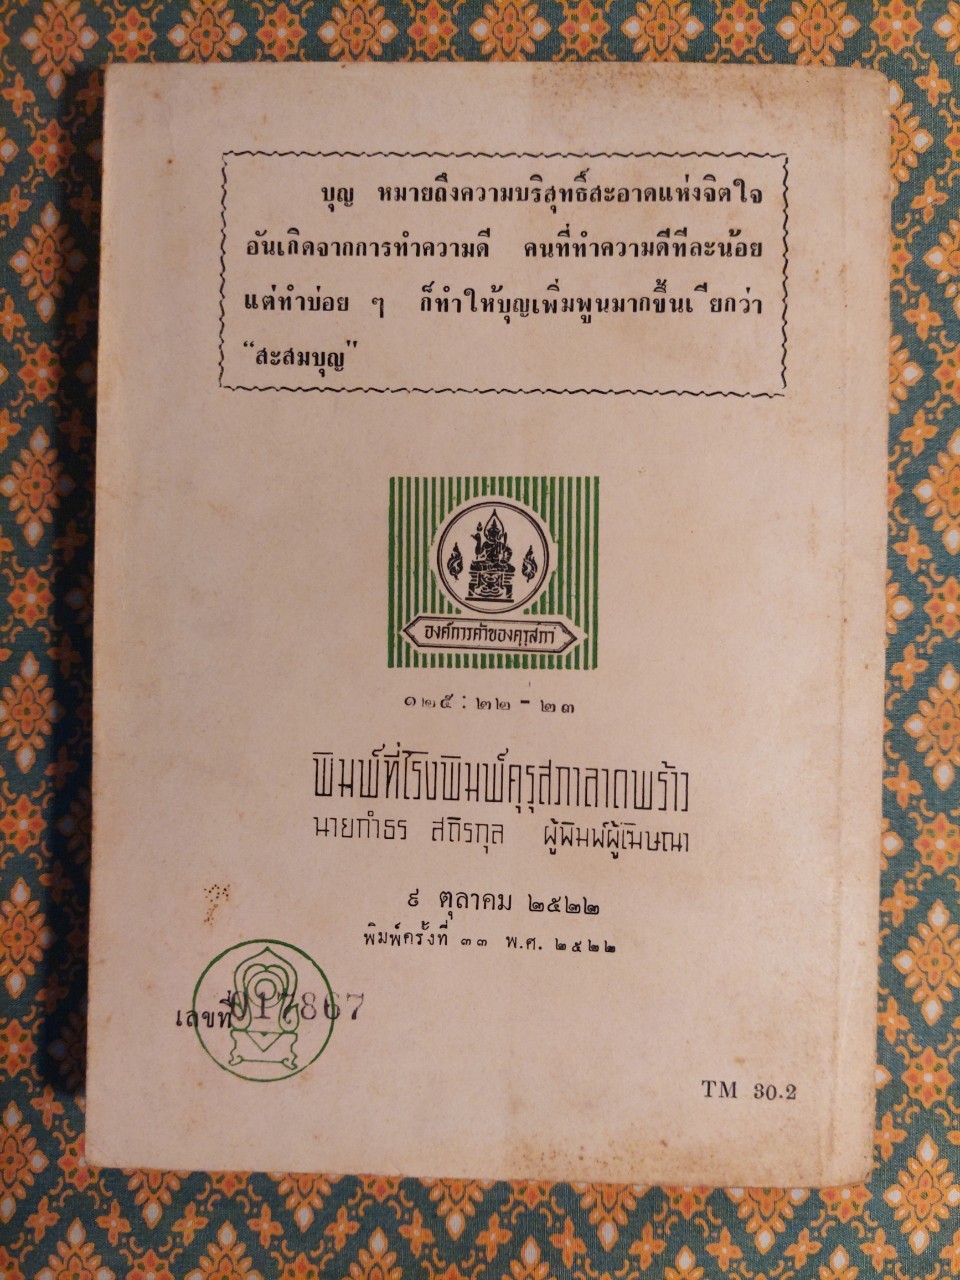 บุญ หมายถึงความบริสุทธิ์สะอาดแห่งจิตใจ
อันเกิดจากการทำความดี คนที่ทำความดีทีละน้อย
แต่ทำบ่อย ๆ ก็ทำให้บุญเพิ่มพูนมากขึ้นเ ียกว่า
“สะสมบุญ”
องค์การค้าของคุรุสภา
๑๒๕ : ๒๒ - ๒๓
พิมพ์ที่โรงพิมพ์คุรุสภาลาดพร้าว
นายกำธร สถิรกุล ผู้พิมพ์ผู้โฆษณา
๙ ตุลาคม ๒๕๒๒
พิมพ์ครั้งที่ ๓๓ พ.ศ. ๒๕๒๒
เลขที่ 017867
TM 30.2